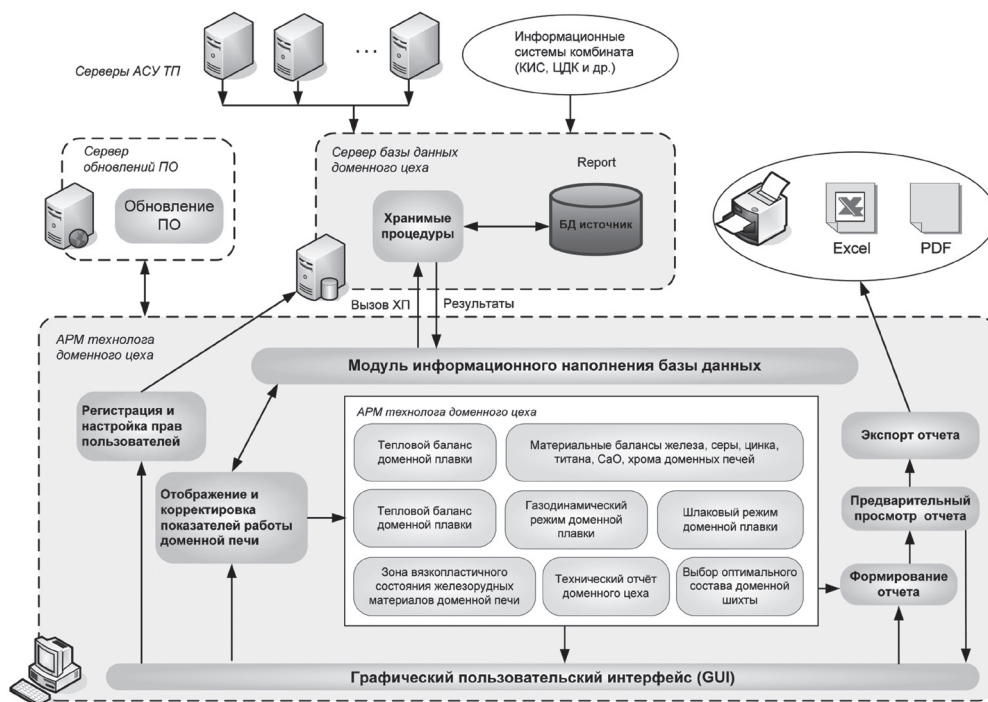 Серверы АСУ ТП
...
Информационные
системы комбината
(КИС, ЦДК и др.)
Сервер
обновлений ПО
Обновление
ПО
Сервер базы данных
доменного цеха
Report
Хранимые
процедуры
БД источник
Excel
PDF
Вызов ХП
Результаты
АРМ технолога
доменного цеха
Модуль информационного наполнения базы данных
Регистрация и
настройка прав
пользователей
Отображение и
корректировка
показателей работы
доменной печи
АРМ технолога доменного цеха
Тепловой баланс
доменной плавки
Материальные балансы железа, серы, цинка,
титана, CaO, хрома доменных печей
Тепловой баланс
доменной плавки
Газодинамический
режим доменной
плавки
Шлаковый режим
доменной плавки
Зона вязкопластичного
состояния железорудных
материалов доменной печи
Технический отчёт
доменного цеха
Выбор оптимального
состава доменной
шихты
Экспорт отчета
Предварительный
просмотр отчета
Формирование
отчета
Графический пользовательский интерфейс (GUI)